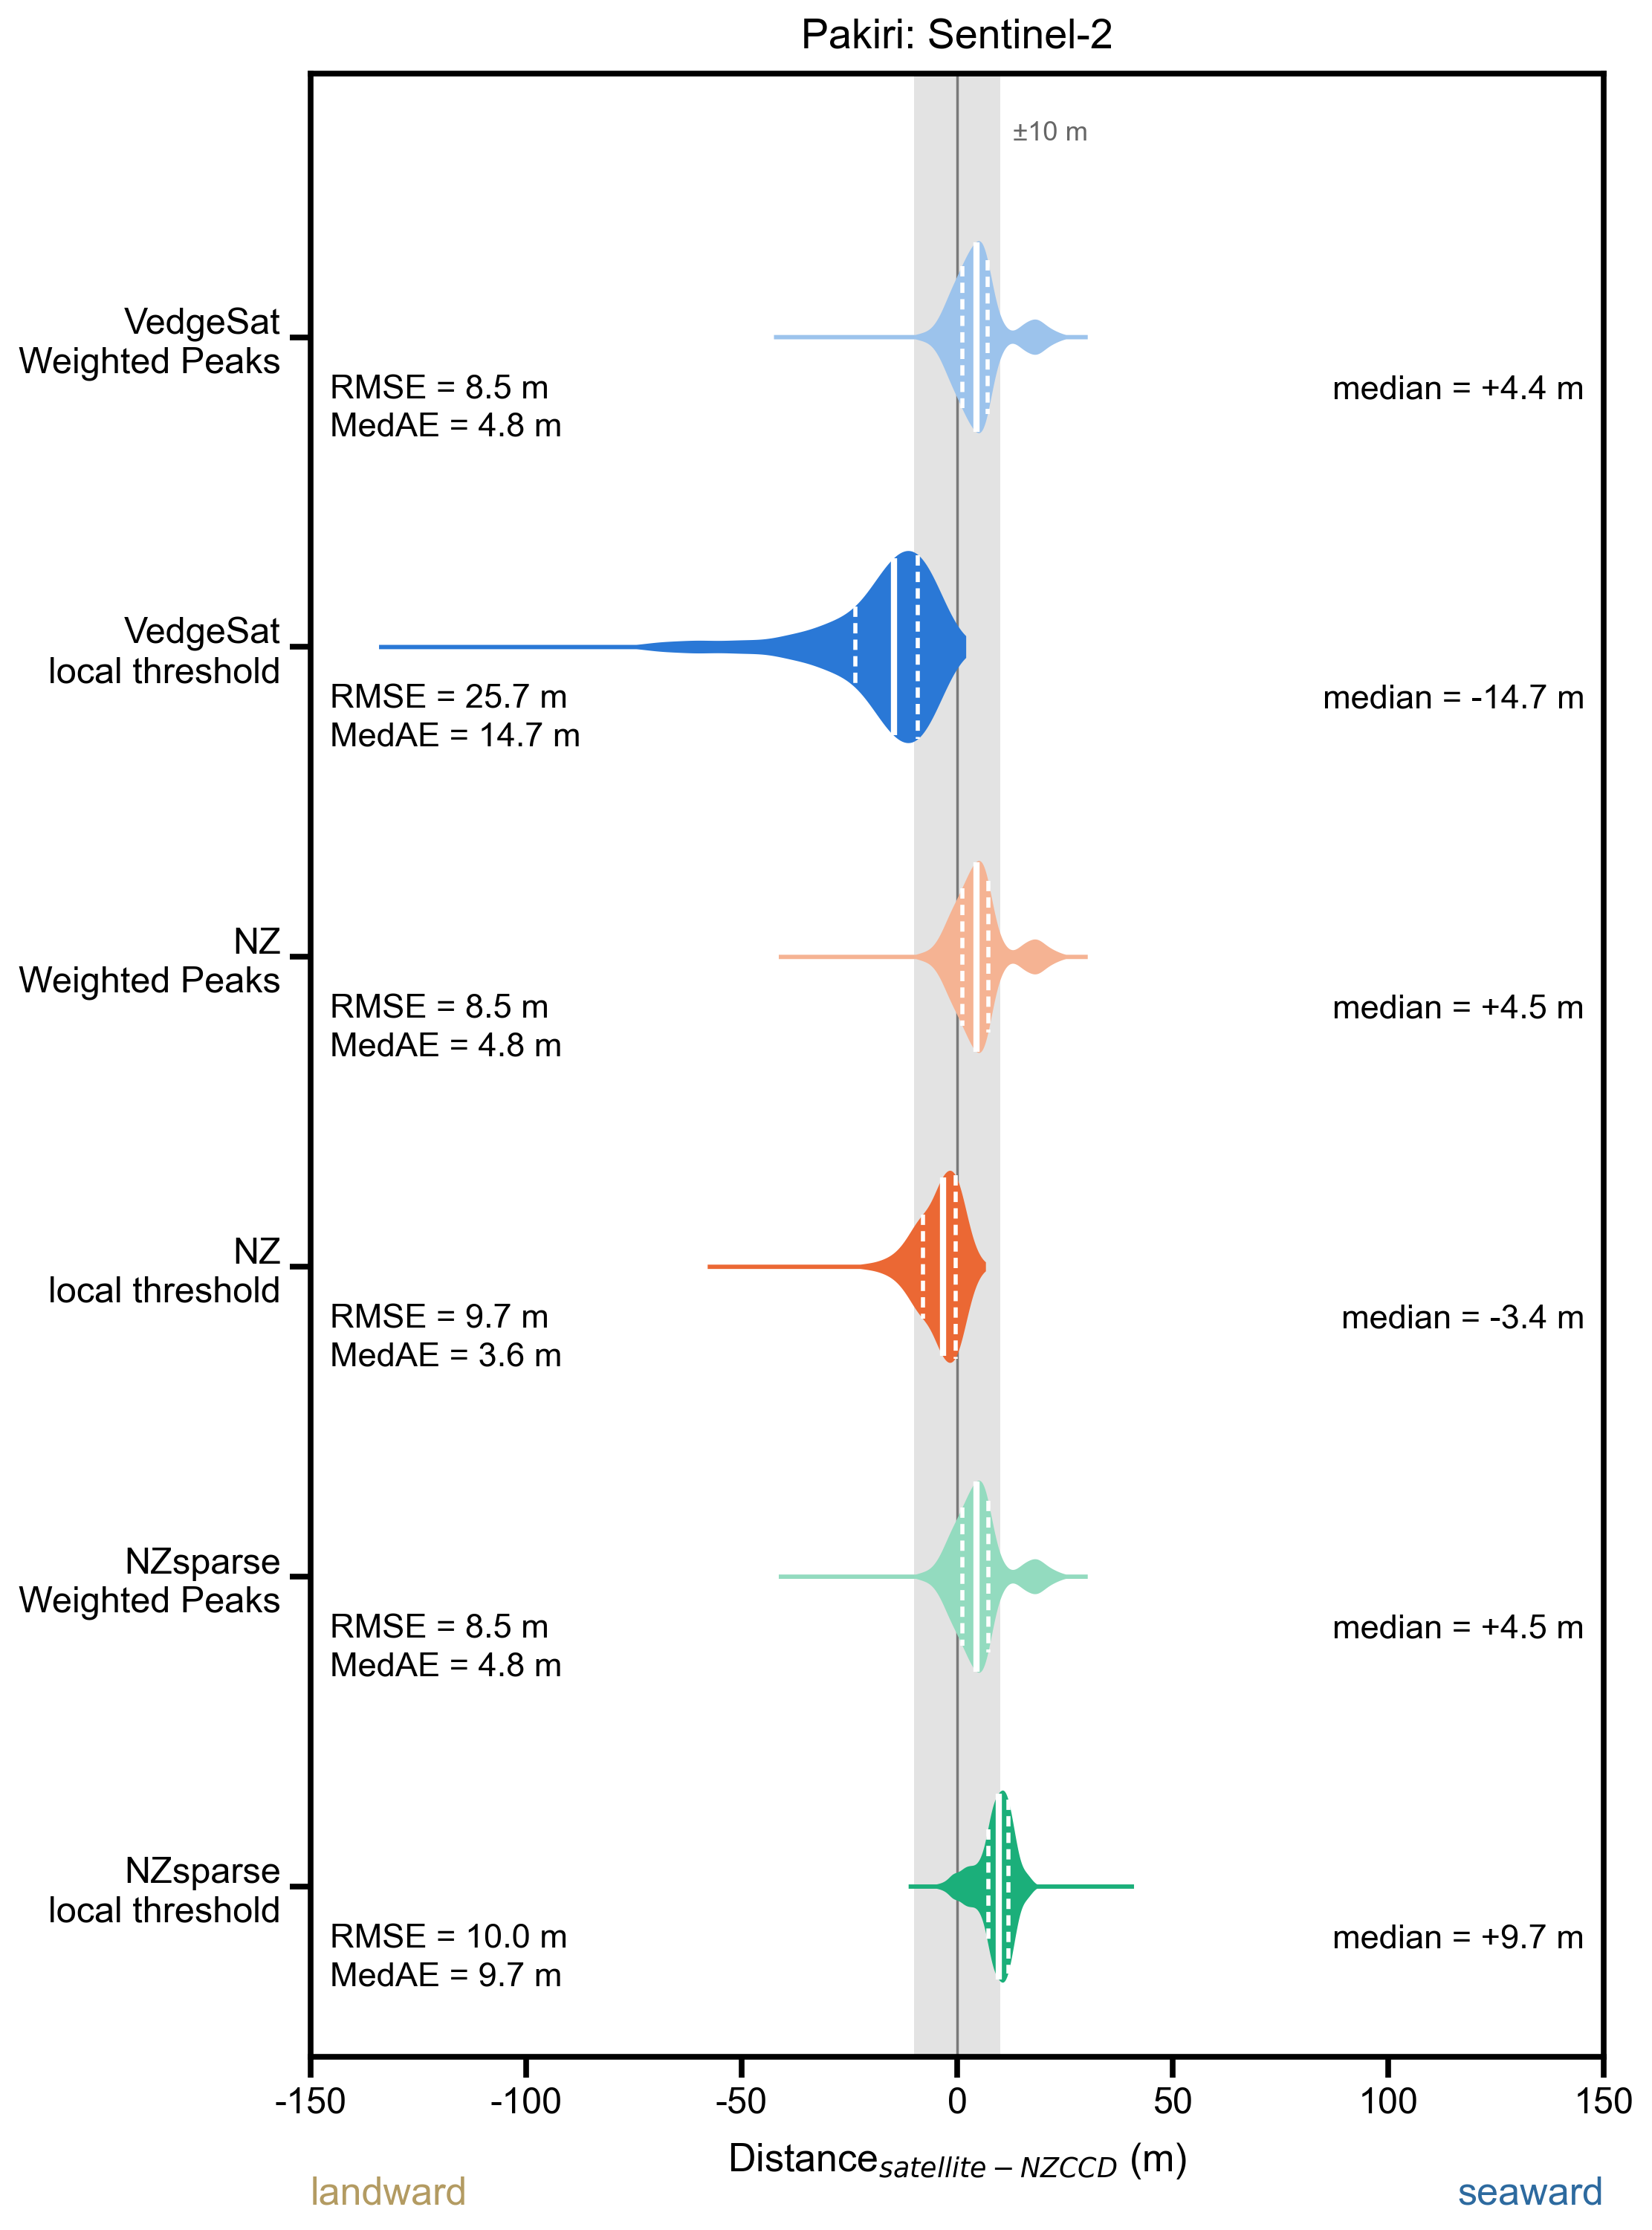 Pakiri: Sentinel-2
±10 m
VedgeSat
Weighted Peaks
RMSE = 8.5 m
MedAE = 4.8 m
median = +4.4 m
VedgeSat
local threshold
RMSE = 25.7 m
MedAE = 14.7 m
median = -14.7 m
NZ
Weighted Peaks
RMSE = 8.5 m
MedAE = 4.8 m
median = +4.5 m
NZ
local threshold
RMSE = 9.7 m
MedAE = 3.6 m
median = -3.4 m
NZsparse
Weighted Peaks
RMSE = 8.5 m
MedAE = 4.8 m
median = +4.5 m
NZsparse
local threshold
RMSE = 10.0 m
MedAE = 9.7 m
median = +9.7 m
-150 -100 -50 0 50 100 150
Distance satellite − NZCCD (m)
landward seaward